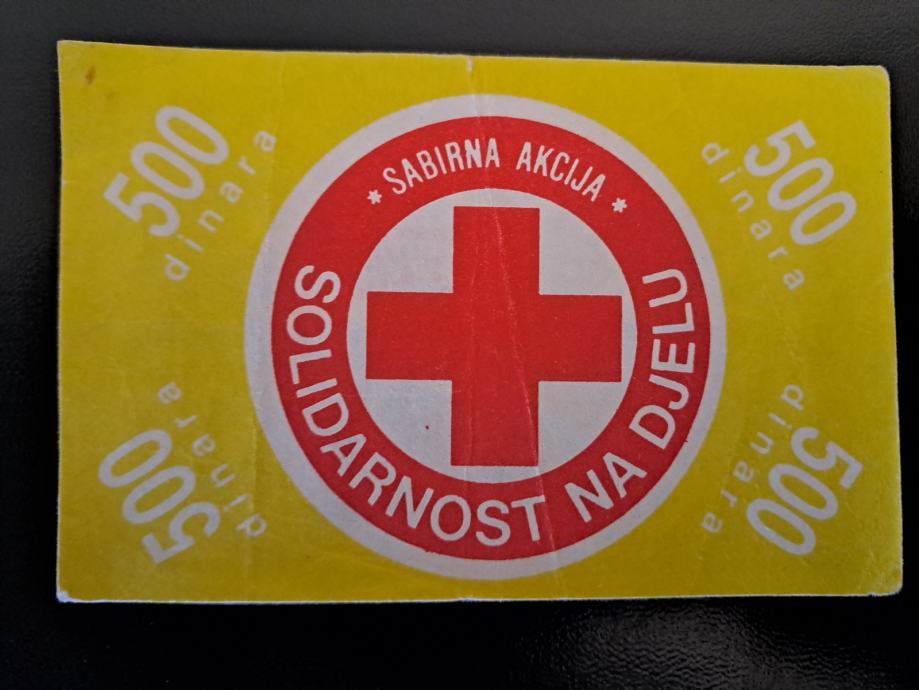 500
dinara
500
dinara
* SABIRNA AKCIJA *
SOLIDARNOST NA DJELU
500
dinara
500
dinara